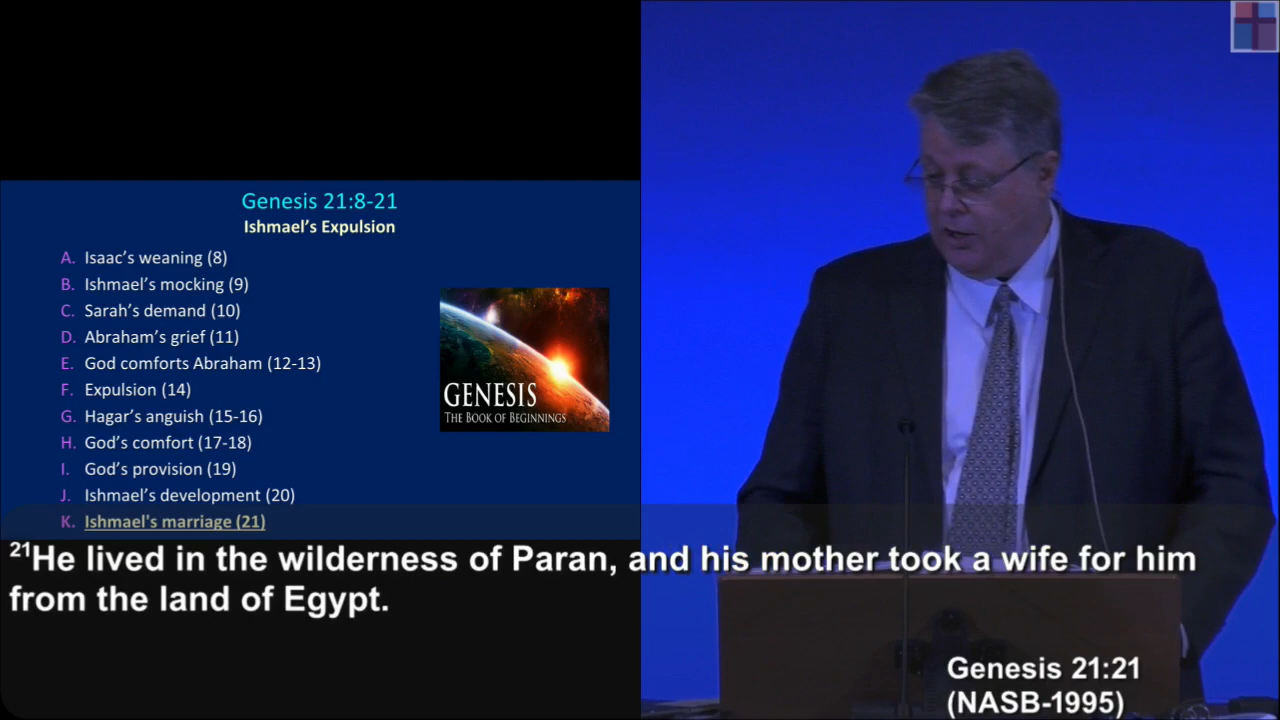 Genesis 21:8-21
Ishmael's Expulsion
A. Isaac's weaning (8)
B. Ishmael's mocking (9)
C. Sarah's demand (10)
D. Abraham's grief (11)
E. God comforts Abraham (12-13)
F. Expulsion (14)
G. Hagar's anguish (15-16)
H. God's comfort (17-18)
I. God's provision (19)
J. Ishmael's development (20)
K. Ishmael's marriage (21)
GENESIS
THE BOOK OF BEGINNINGS
21He lived in the wilderness of Paran, and his mother took a wife for him
from the land of Egypt.
Genesis 21:21
(NASB-1995)